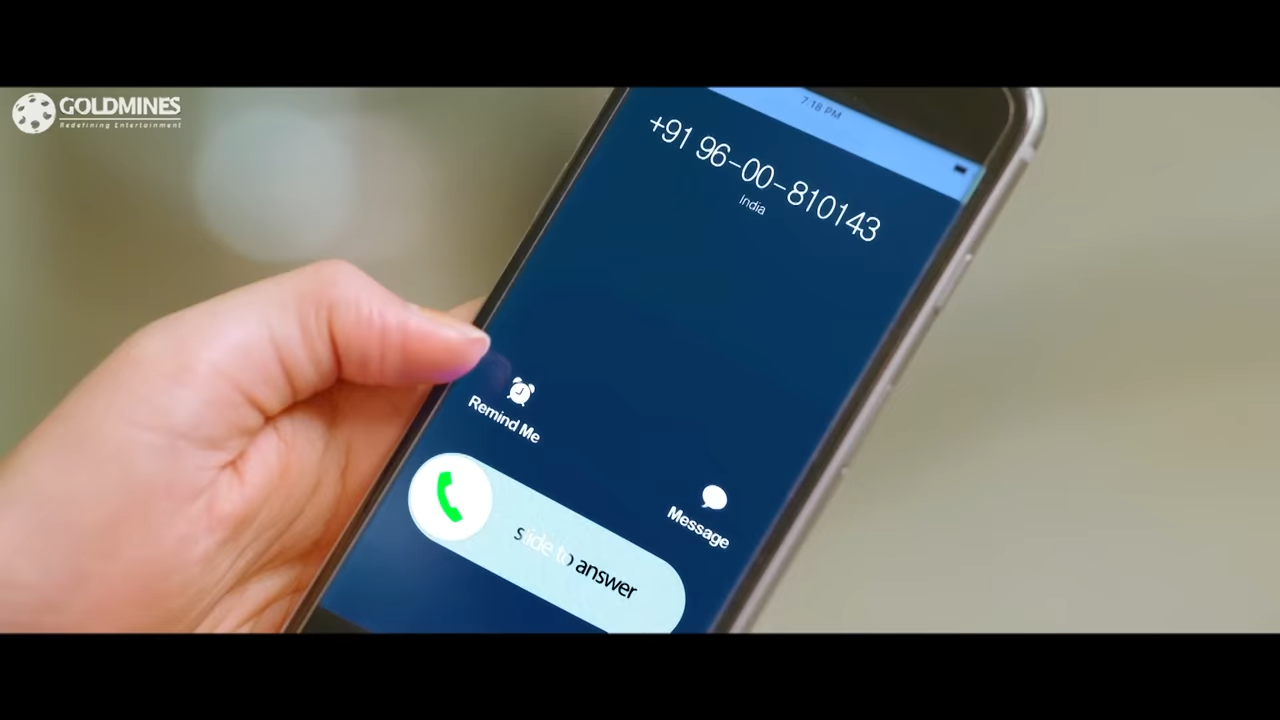 GOLDMINES
Redefining Entertainment
7:18 PM
+91 96-00-810143
India
Remind Me
Message
slide to answer